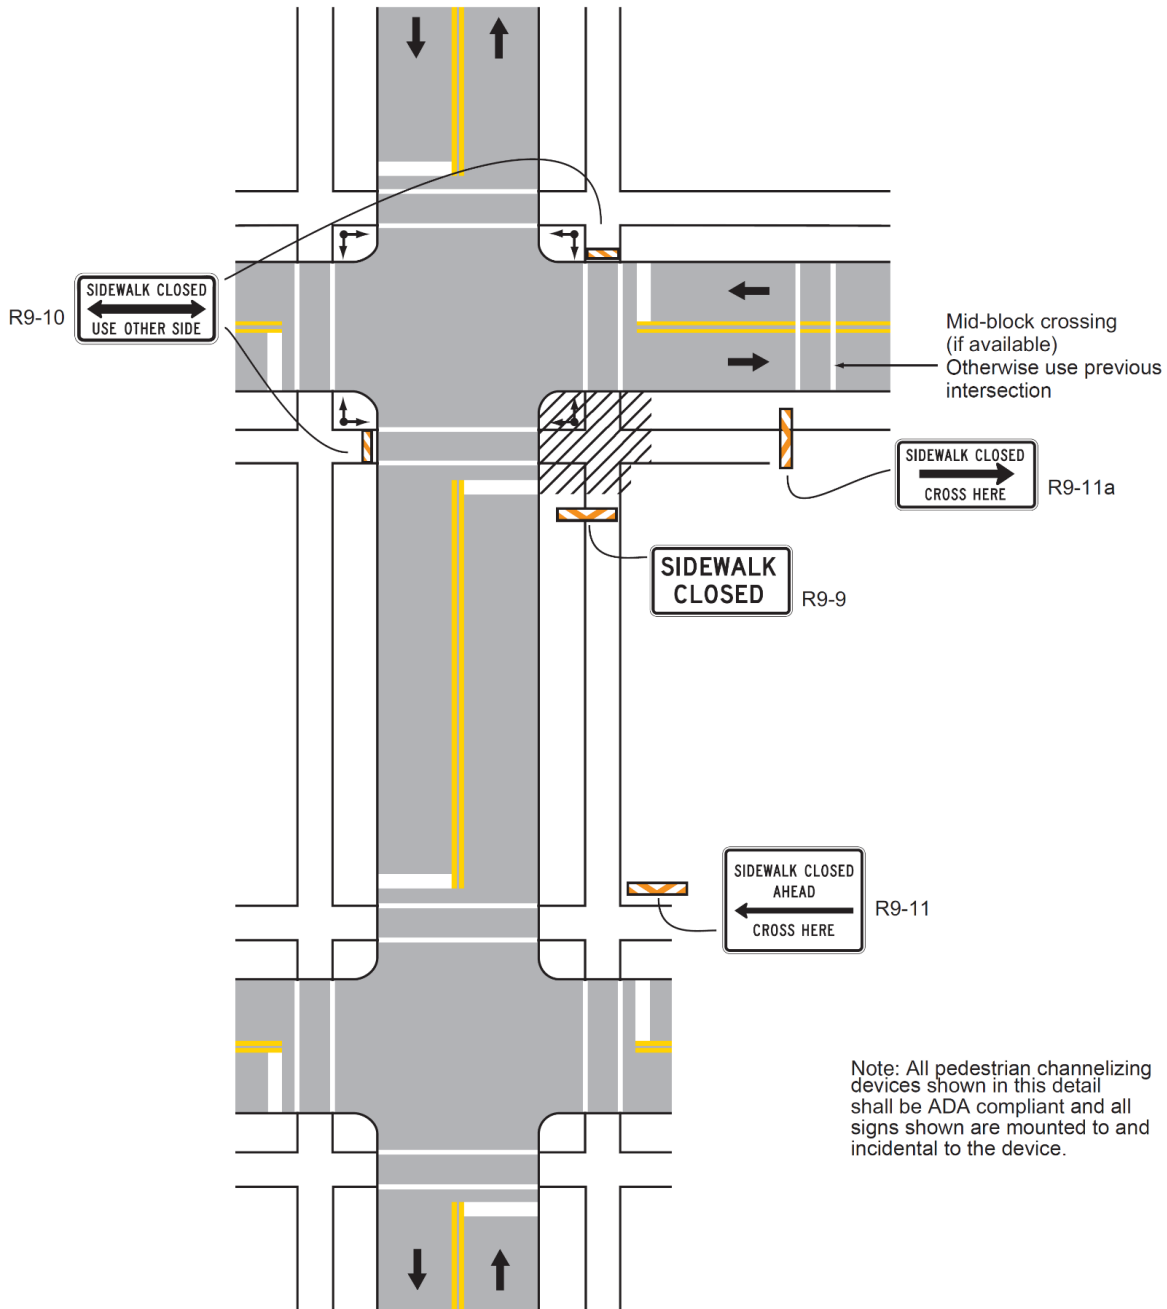 SIDEWALK CLOSED
USE OTHER SIDE
R9-10
Mid-block crossing
(if available)
Otherwise use previous
intersection
SIDEWALK CLOSED
CROSS HERE
R9-11a
SIDEWALK
CLOSED
R9-9
SIDEWALK CLOSED
AHEAD
CROSS HERE
R9-11
Note: All pedestrian channelizing
devices shown in this detail
shall be ADA compliant and all
signs shown are mounted to and
incidental to the device.